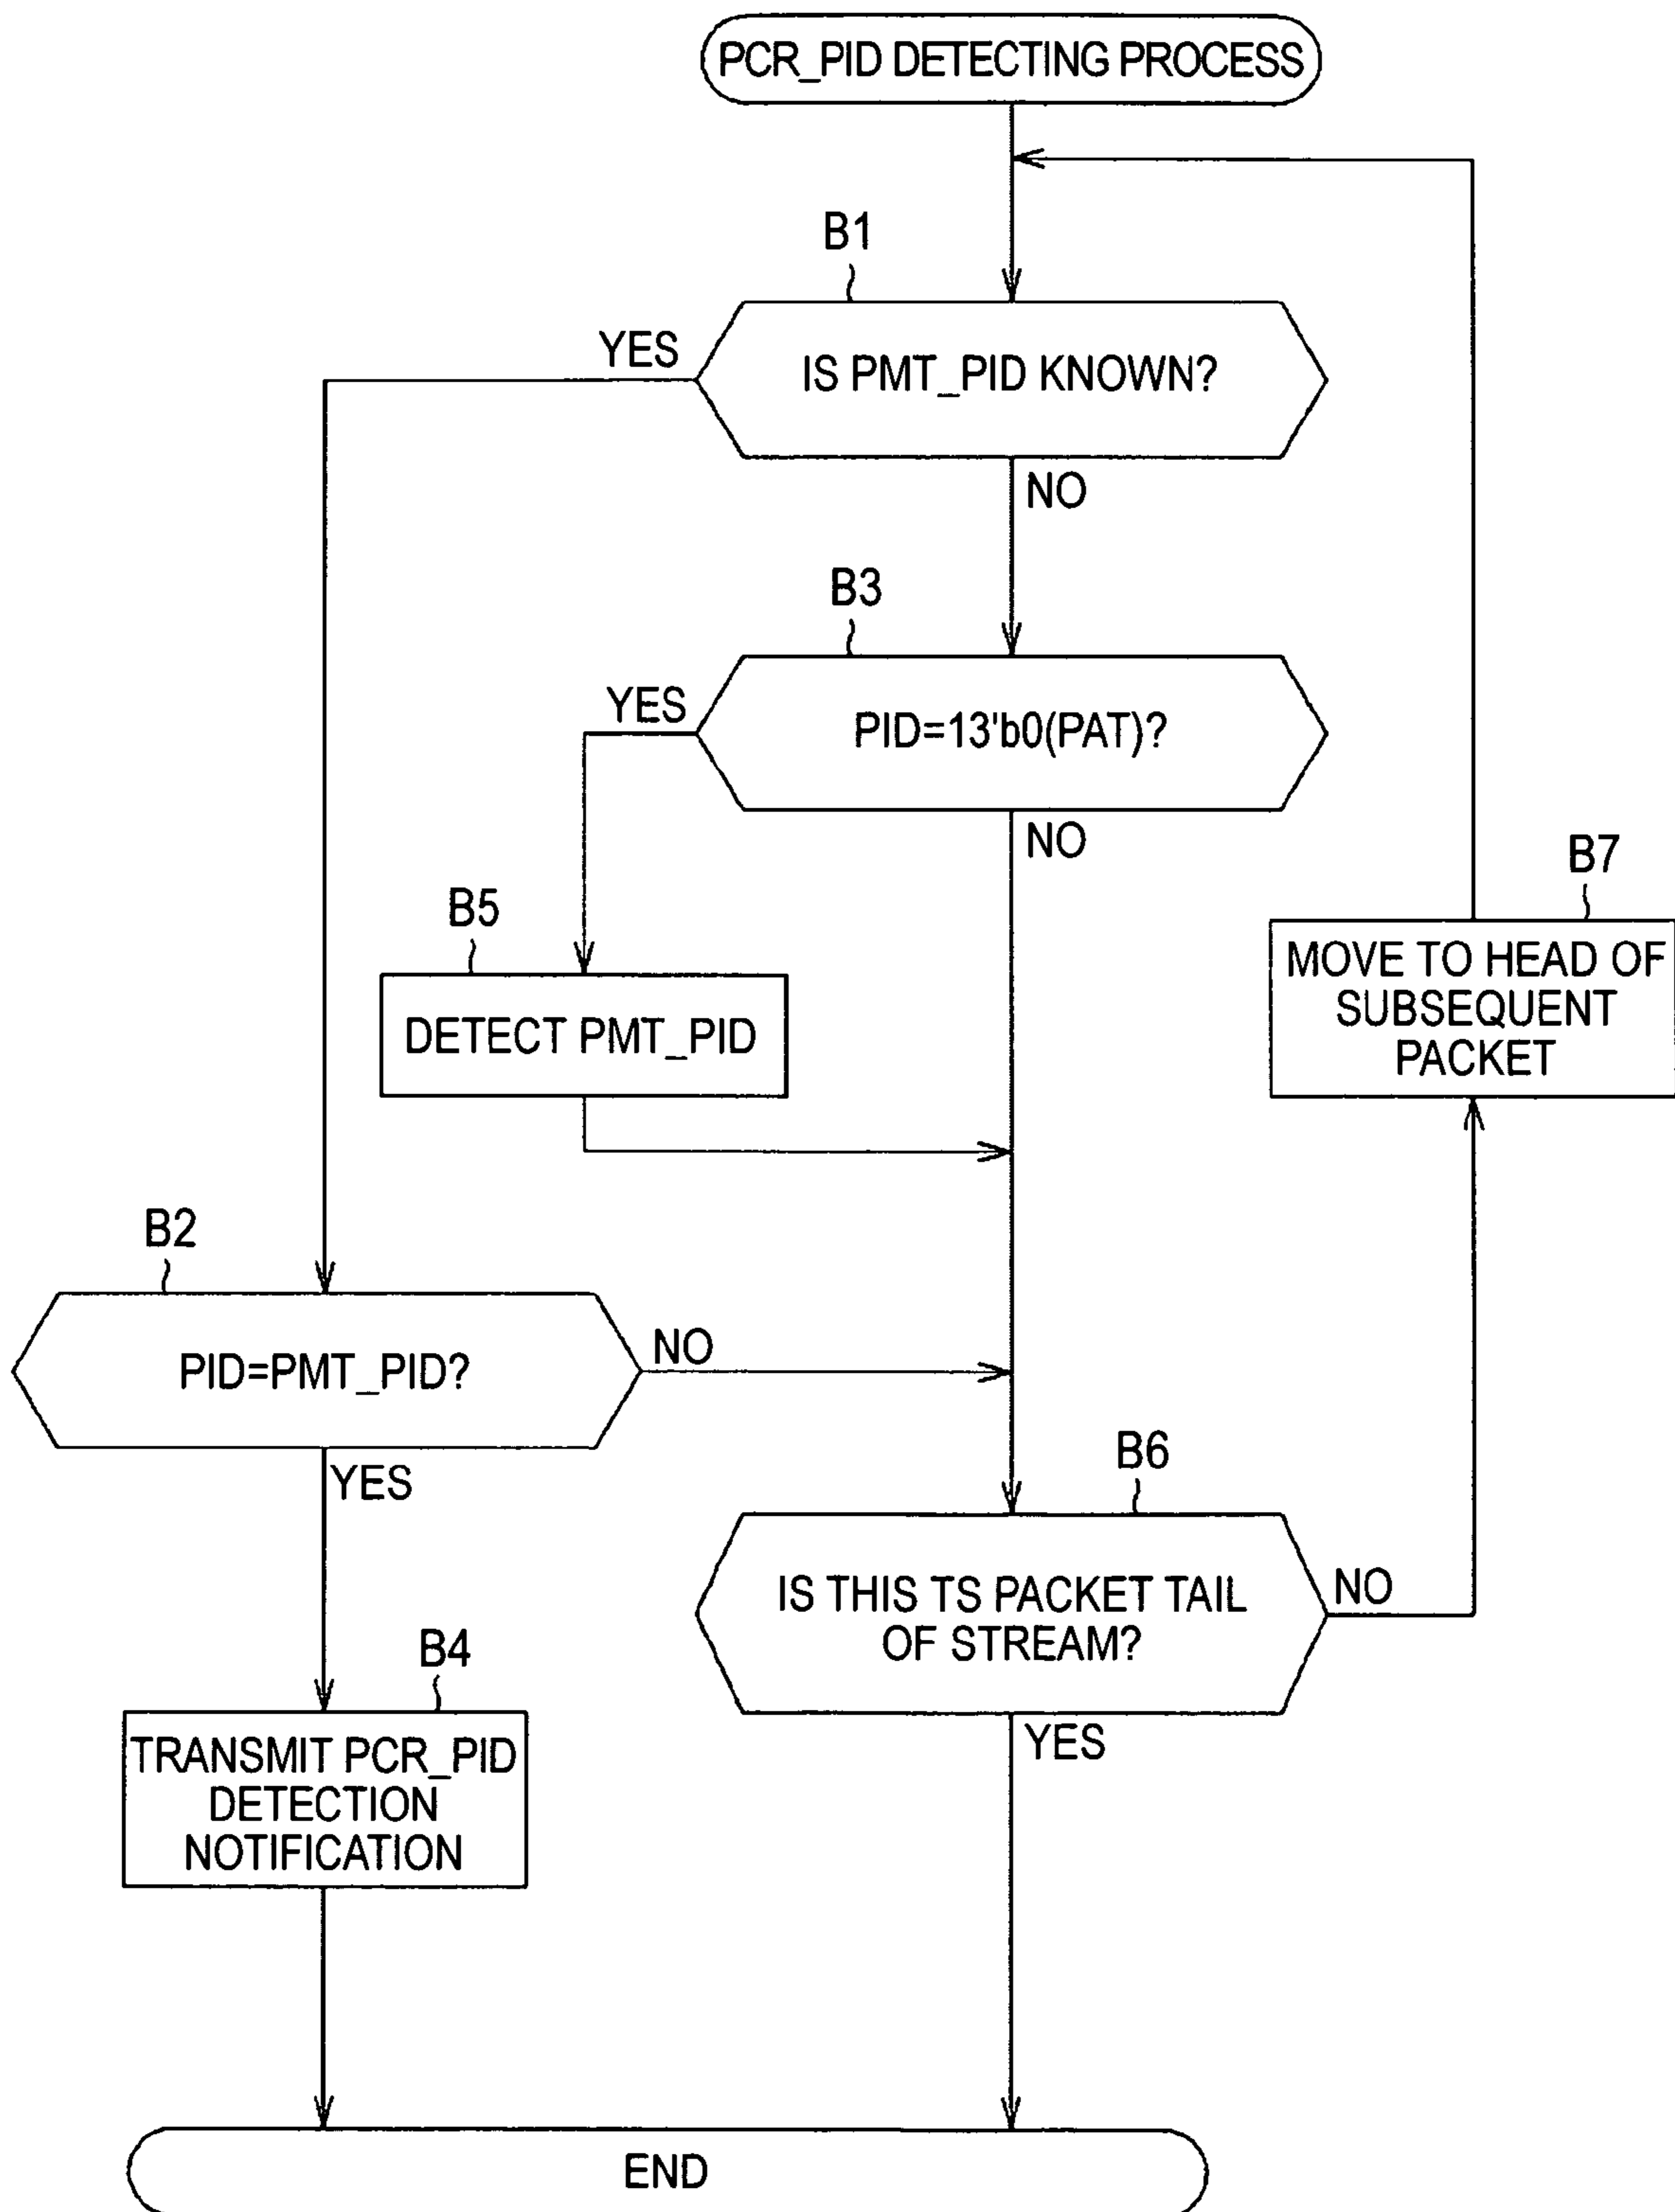 PCR_PID DETECTING PROCESS
B1
YES
IS PMT_PID KNOWN?
NO
B3
YES
PID=13'b0(PAT)?
NO
B7
MOVE TO HEAD OF
SUBSEQUENT
PACKET
B5
DETECT PMT_PID
B2
PID=PMT_PID?
NO
YES
B6
IS THIS TS PACKET TAIL
OF STREAM?
NO
YES
B4
TRANSMIT PCR_PID
DETECTION
NOTIFICATION
END